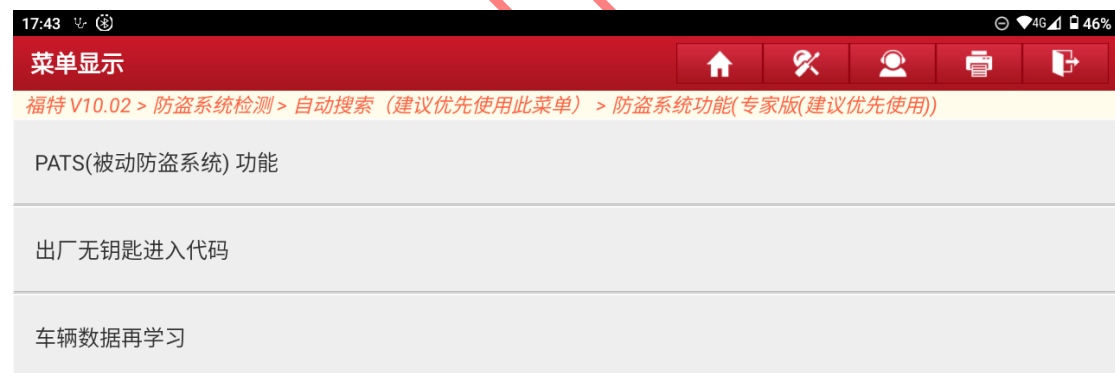 17:43 4G 46%
菜单显示
福特 V10.02 > 防盗系统检测 > 自动搜索（建议优先使用此菜单） > 防盗系统功能(专家版(建议优先使用))
PATS(被动防盗系统) 功能
出厂无钥匙进入代码
车辆数据再学习